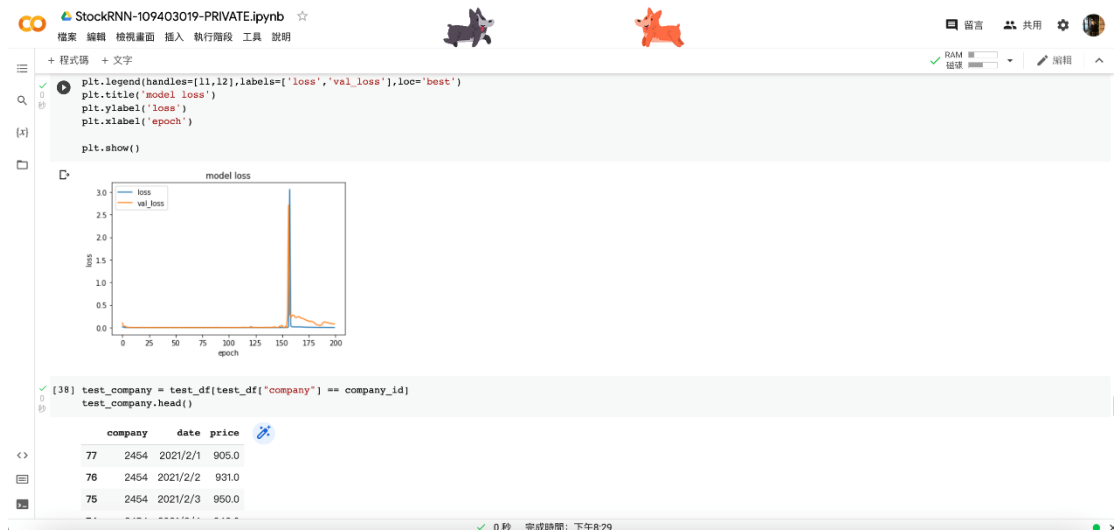 CO StockRNN-109403019-PRIVATE.ipynb
檔案 編輯 檢視畫面 插入 執行階段 工具 說明
留言 共用
+ 程式碼 + 文字
RAM
磁碟
編輯
plt.legend(handles=[l1,l2],labels=['loss','val_loss'],loc='best')
plt.title('model loss')
plt.ylabel('loss')
plt.xlabel('epoch')
plt.show()
0
秒
{x}
model loss
loss
val_loss
3.0
2.5
2.0
1.5
1.0
0.5
0.0
loss
0 25 50 75 100 125 150 175 200
epoch
[38] test_company = test_df[test_df["company"] == company_id]
test_company.head()
0
秒
company date price
77 2454 2021/2/1 905.0
76 2454 2021/2/2 931.0
75 2454 2021/2/3 950.0
0 秒 完成時間：下午8:29